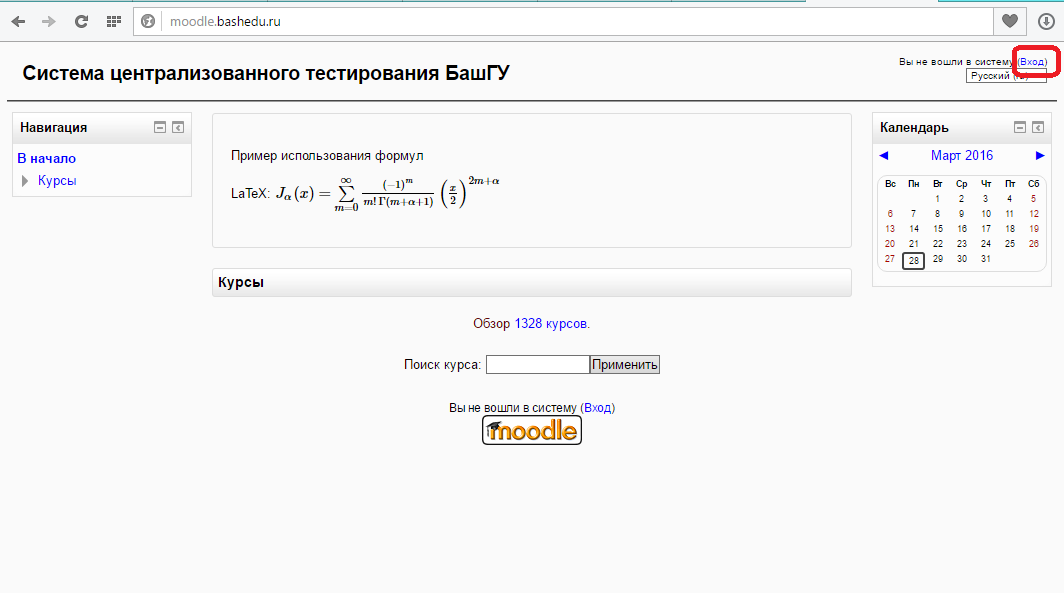 moodle.bashedu.ru
Система централизованного тестирования БашГУ
Вы не вошли в систему (Вход)
Русский
Навигация
В начало
Курсы
Пример использования формул
LaTeX: J_α(x) = ∑_{m=0}^{∞} \frac{(-1)^m}{m! Γ(m+α+1)} (\frac{x}{2})^{2m+α}
Курсы
Обзор 1328 курсов.
Поиск курса: Применить
Вы не вошли в систему (Вход)
moodle
Календарь
◄ Март 2016 ►
Вс Пн Вт Ср Чт Пт Сб
1 2 3 4 5
6 7 8 9 10 11 12
13 14 15 16 17 18 19
20 21 22 23 24 25 26
27 28 29 30 31